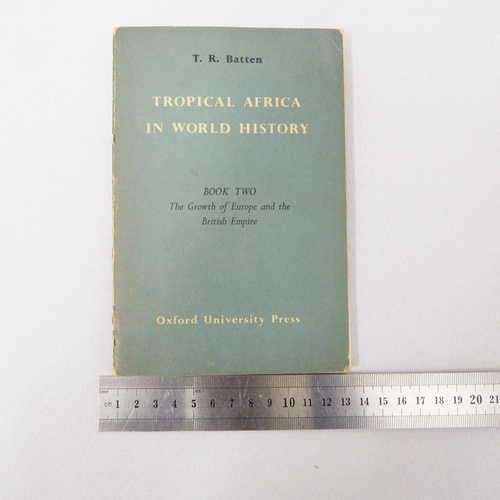 T. R. Batten
TROPICAL AFRICA
IN WORLD HISTORY
BOOK TWO
The Growth of Europe and the
British Empire
Oxford University Press
cm 1 2 3 4 5 6 7 8 9 10 11 12 13 14 15 16 17 18 19 20 21